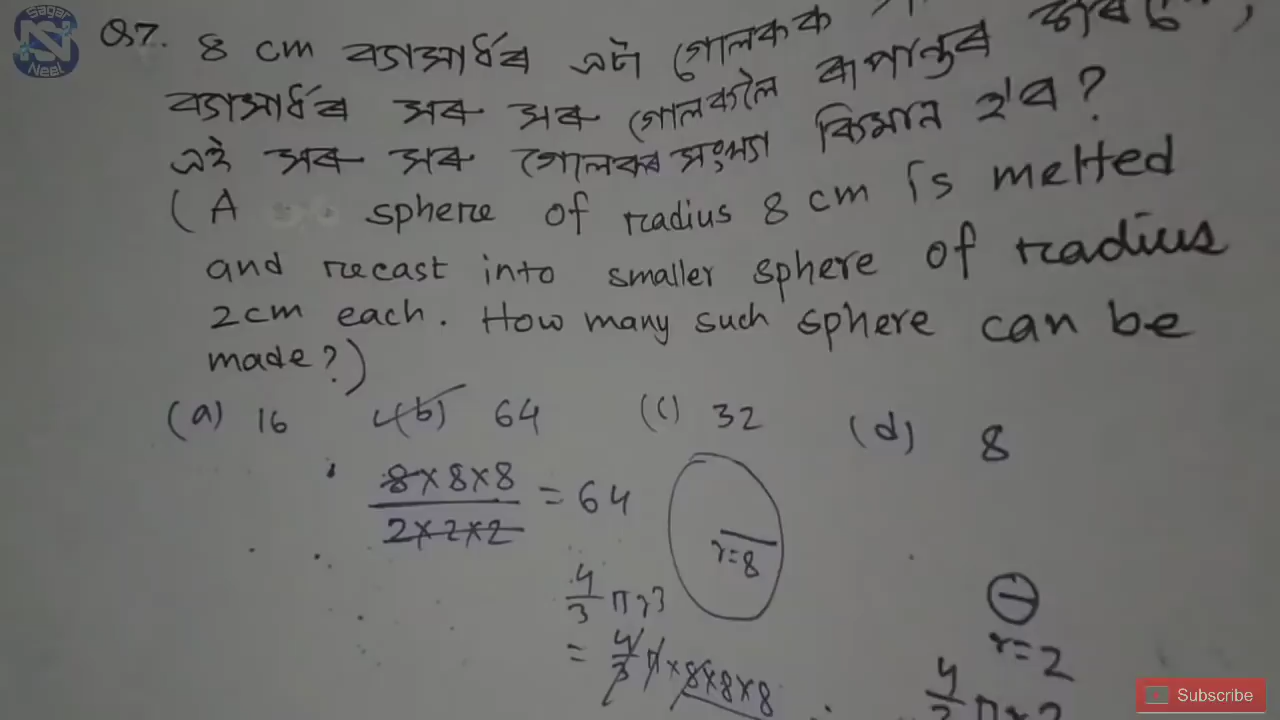 Sagar
Neel
Q7. 8 cm ব্যাসাৰ্ধৰ এটা গোলকক
ব্যাসাৰ্ধৰ সৰু সৰু গোলকলৈ ৰূপান্তৰ
এই সৰু সৰু গোলকৰ সংখ্যা কিমান হ'ব?
(A sphere of radius 8 cm is melted
and recast into smaller sphere of radius
2cm each. How many such sphere can be
made?)
(a) 16 (b) 64 (c) 32 (d) 8
8×8×8
2×2×2 = 64
r=8
4/3 πr3
r=2
= 4/3 π×8×8×8
Subscribe